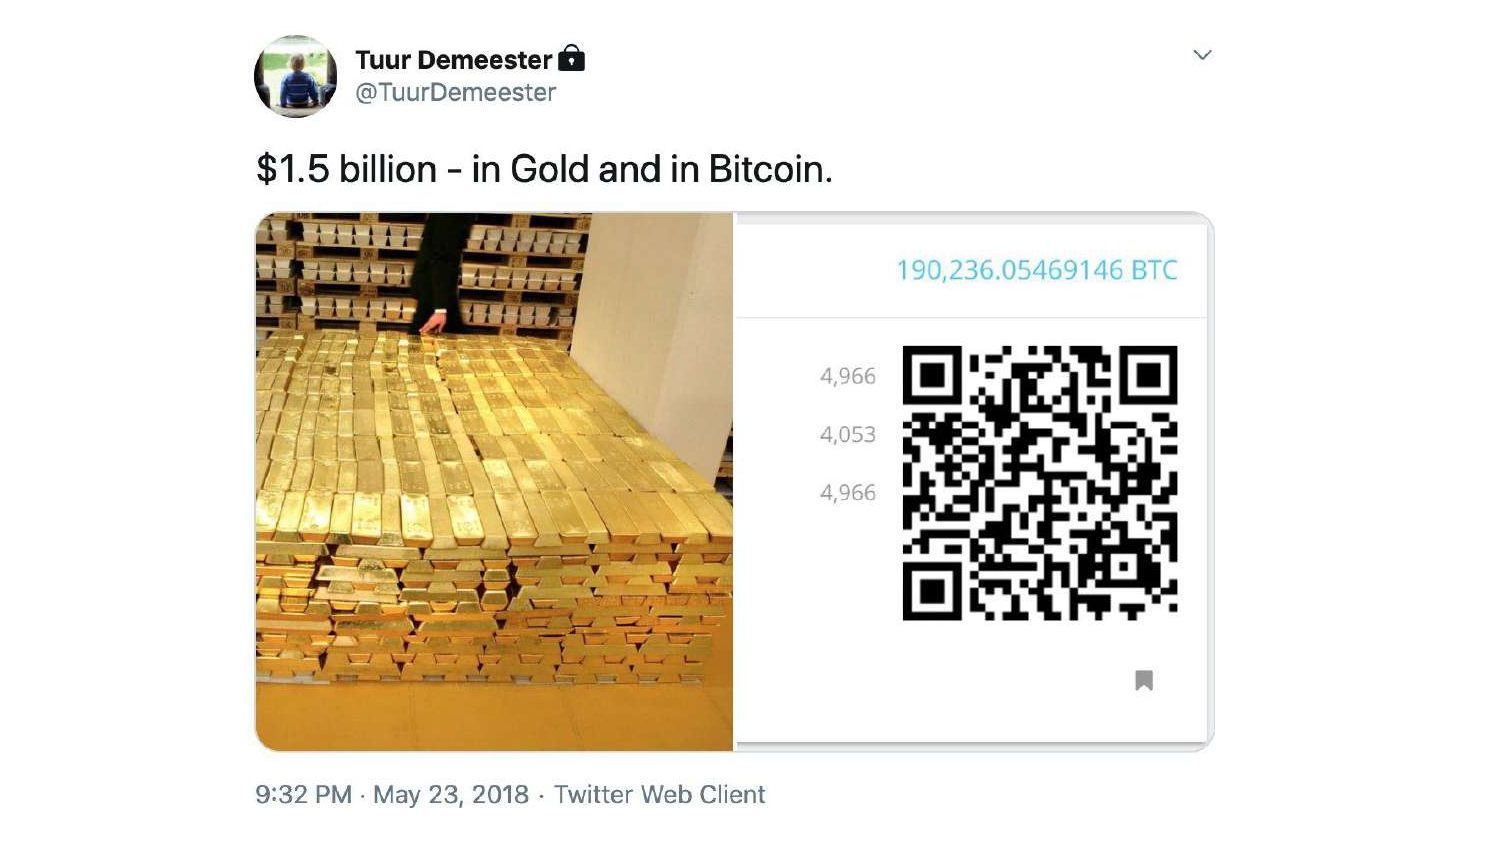 Tuur Demeester
@TuurDemeester
$1.5 billion - in Gold and in Bitcoin.
190,236.05469146 BTC
4,966
4,053
4,966
9:32 PM · May 23, 2018 · Twitter Web Client